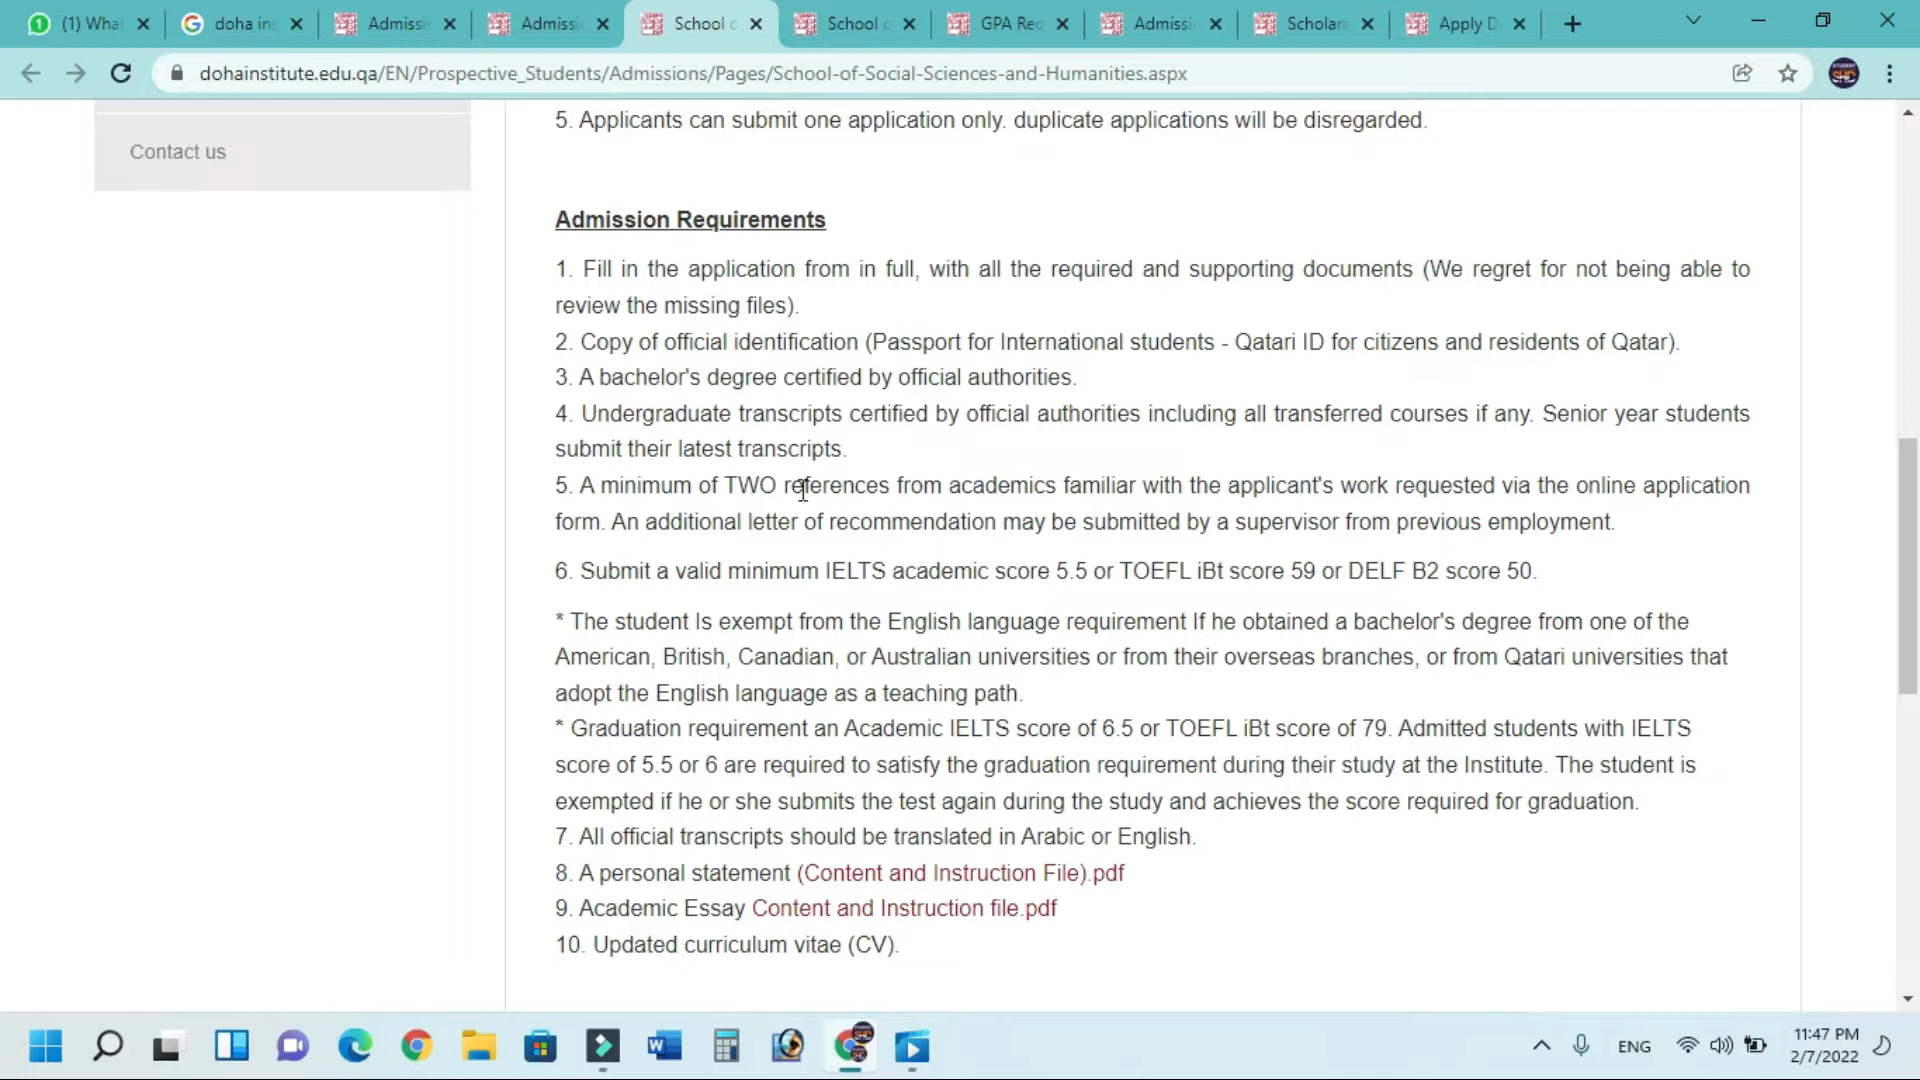 (1) What
doha ins
Admissi
Admissi
School o
School o
GPA Req
Admissi
Scholars
Apply D
dohainstitute.edu.qa/EN/Prospective_Students/Admissions/Pages/School-of-Social-Sciences-and-Humanities.aspx
Contact us
5. Applicants can submit one application only. duplicate applications will be disregarded.
Admission Requirements
1. Fill in the application from in full, with all the required and supporting documents (We regret for not being able to
review the missing files).
2. Copy of official identification (Passport for International students - Qatari ID for citizens and residents of Qatar).
3. A bachelor's degree certified by official authorities.
4. Undergraduate transcripts certified by official authorities including all transferred courses if any. Senior year students
submit their latest transcripts.
5. A minimum of TWO references from academics familiar with the applicant's work requested via the online application
form. An additional letter of recommendation may be submitted by a supervisor from previous employment.
6. Submit a valid minimum IELTS academic score 5.5 or TOEFL iBt score 59 or DELF B2 score 50.
* The student Is exempt from the English language requirement If he obtained a bachelor's degree from one of the
American, British, Canadian, or Australian universities or from their overseas branches, or from Qatari universities that
adopt the English language as a teaching path.
* Graduation requirement an Academic IELTS score of 6.5 or TOEFL iBt score of 79. Admitted students with IELTS
score of 5.5 or 6 are required to satisfy the graduation requirement during their study at the Institute. The student is
exempted if he or she submits the test again during the study and achieves the score required for graduation.
7. All official transcripts should be translated in Arabic or English.
8. A personal statement (Content and Instruction File).pdf
9. Academic Essay Content and Instruction file.pdf
10. Updated curriculum vitae (CV).
ENG
11:47 PM
2/7/2022